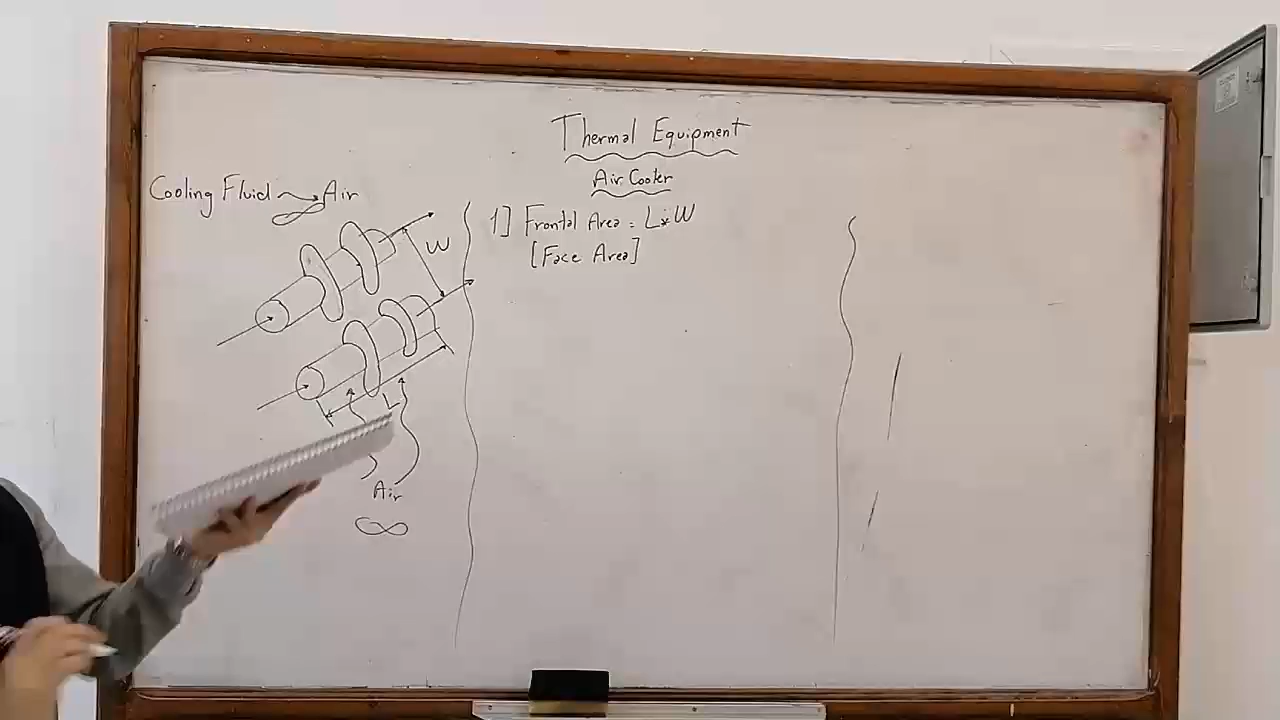 Thermal Equipment
Air Cooler
Cooling Fluid → Air
W
L
Air
1] Frontal Area = L*W
[Face Area]